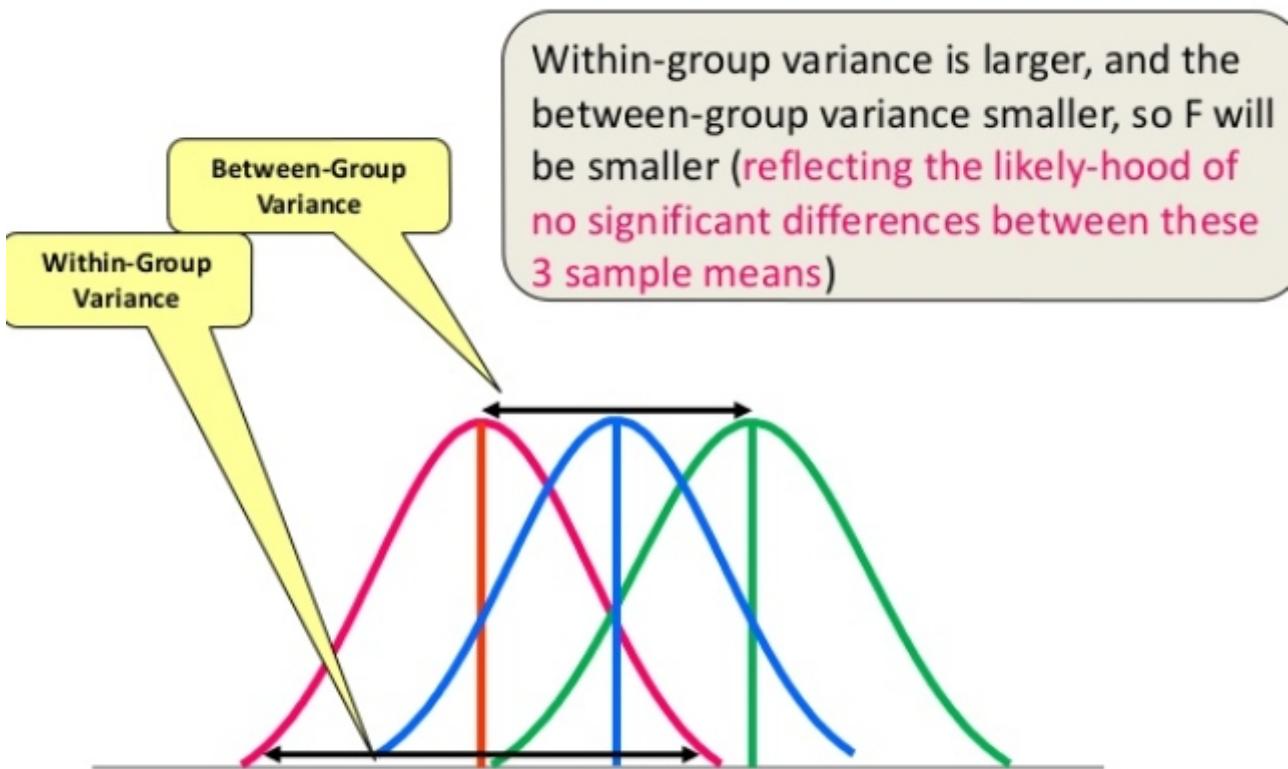 Within-group variance is larger, and the
between-group variance smaller, so F will
be smaller (reflecting the likely-hood of
no significant differences between these
3 sample means)
Between-Group
Variance
Within-Group
Variance